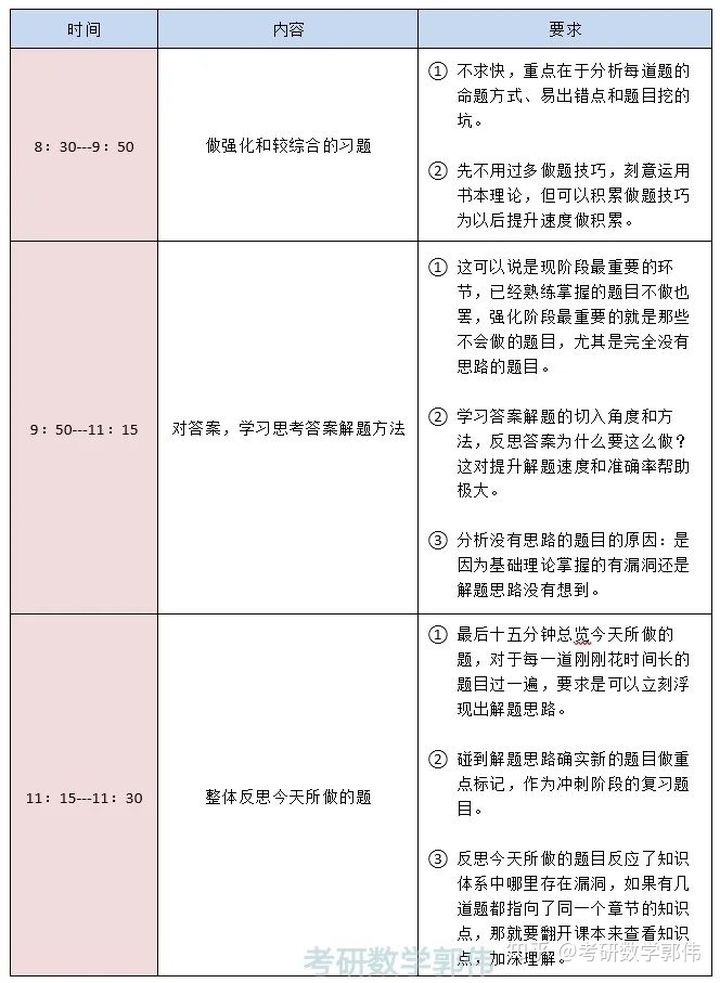 时间 内容 要求
8：30---9：50
做强化和较综合的习题
① 不求快，重点在于分析每道题的
命题方式、易出错点和题目挖的
坑。
② 先不用过多做题技巧，刻意运用
书本理论，但可以积累做题技巧
为以后提升速度做积累。
9：50---11：15
对答案，学习思考答案解题方法
① 这可以说是现阶段最重要的环
节，已经熟练掌握的题目不做也
罢，强化阶段最重要的就是那些
不会做的题目，尤其是完全没有
思路的题目。
② 学习答案解题的切入角度和方
法，反思答案为什么要这么做？
这对提升解题速度和准确率帮助
极大。
③ 分析没有思路的题目的原因：是
因为基础理论掌握的有漏洞还是
解题思路没有想到。
11：15---11：30
整体反思今天所做的题
① 最后十五分钟总览今天所做的
题，对于每一道刚刚花时间长的
题目过一遍，要求是可以立刻浮
现出解题思路。
② 碰到解题思路确实新的题目做重
点标记，作为冲刺阶段的复习题
目。
③ 反思今天所做的题目反应了知识
体系中哪里存在漏洞，如果有几
道题都指向了同一个章节的知识
点，那就要翻开课本来查看知识
点，加深理解。
考研数学郭伟
知乎 @考研数学郭伟